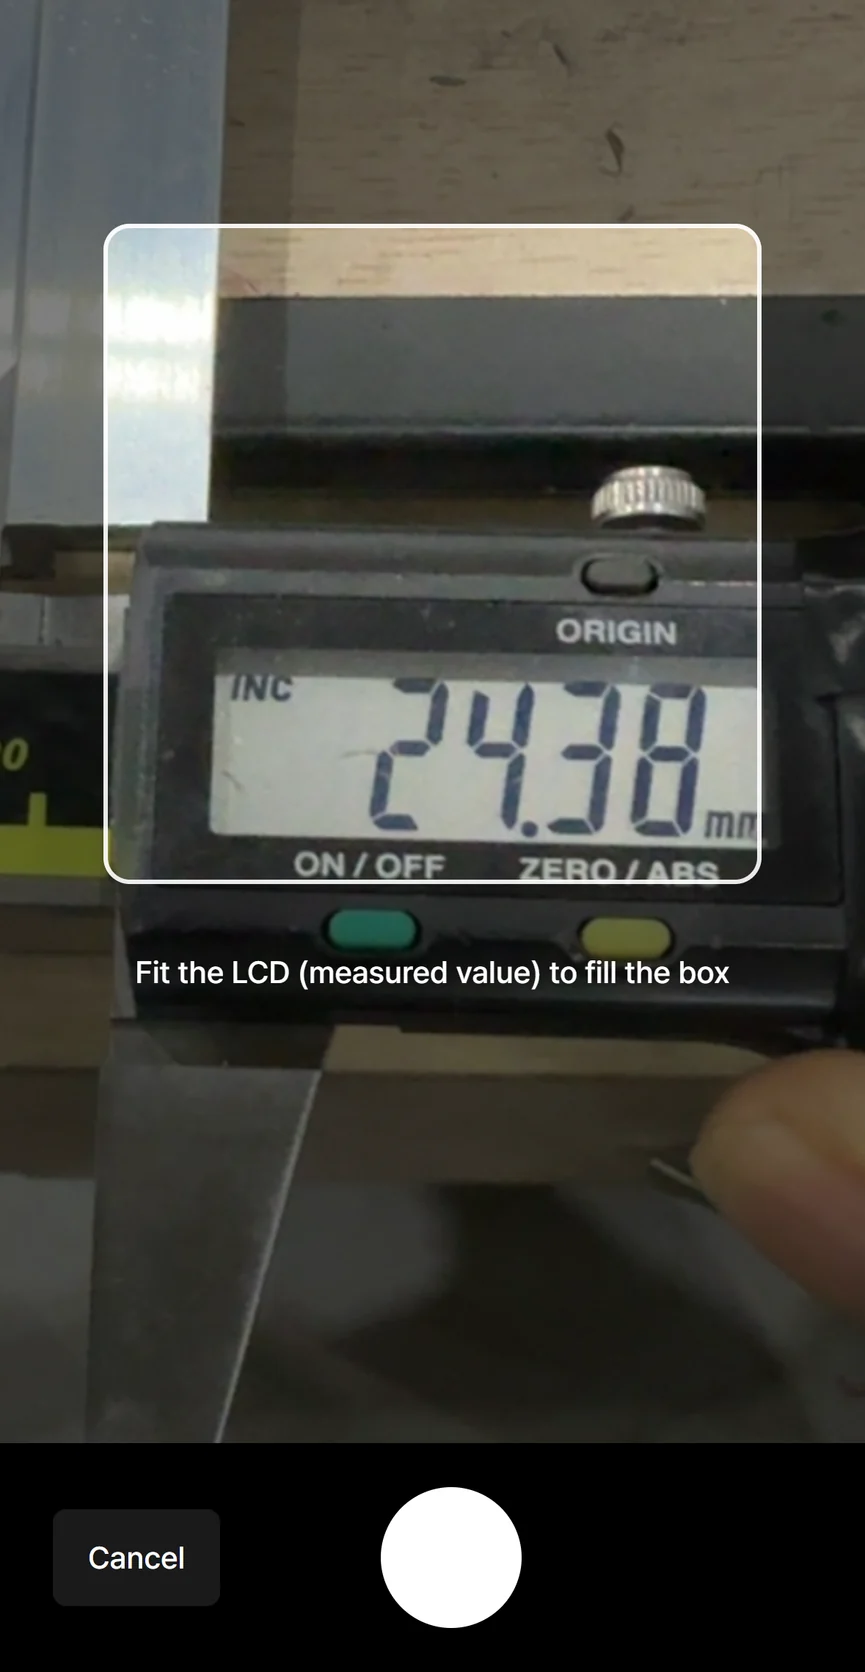 ORIGIN
INC
24.38
mm
ON / OFF ZERO / ABS
Fit the LCD (measured value) to fill the box
Cancel